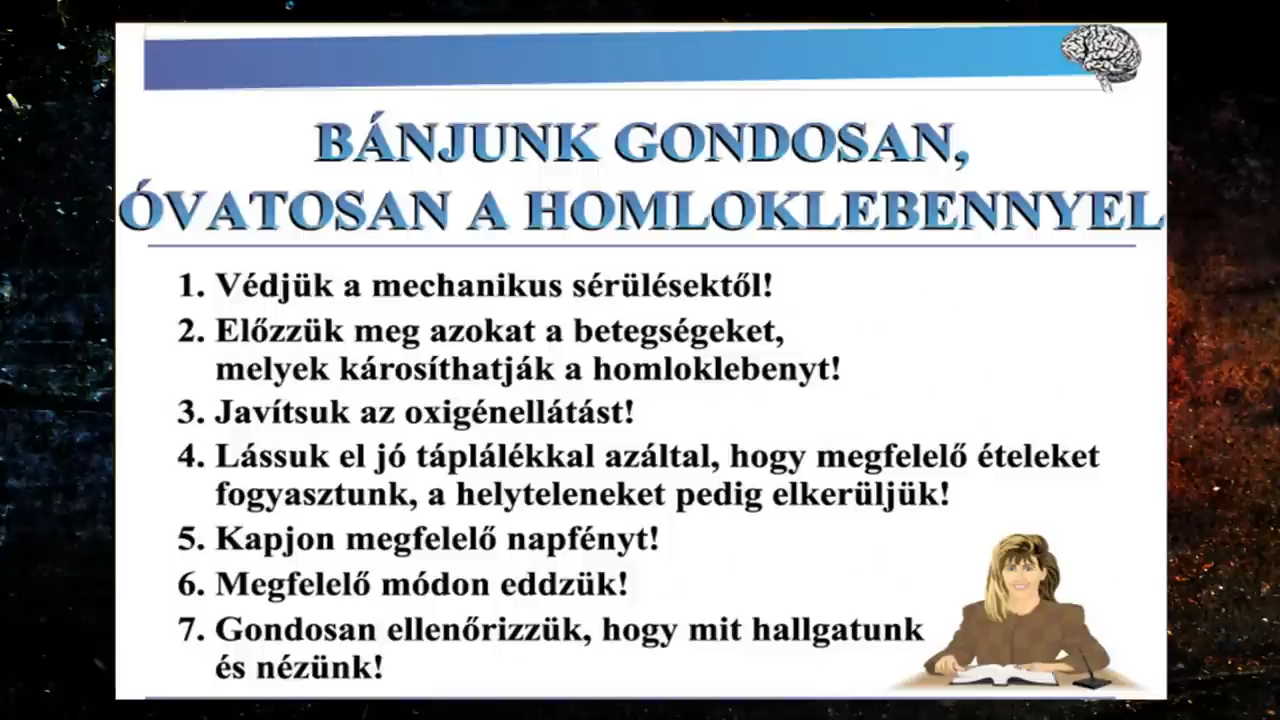 BÁNJUNK GONDOSAN,
ÓVATOSAN A HOMLOKLEBENNYEL
1. Védjük a mechanikus sérülésektől!
2. Előzzük meg azokat a betegségeket,
melyek károsíthatják a homloklebenyt!
3. Javítsuk az oxigénellátást!
4. Lássuk el jó táplálékkal azáltal, hogy megfelelő ételeket
fogyasztunk, a helyteleneket pedig elkerüljük!
5. Kapjon megfelelő napfényt!
6. Megfelelő módon eddzük!
7. Gondosan ellenőrizzük, hogy mit hallgatunk
és nézünk!